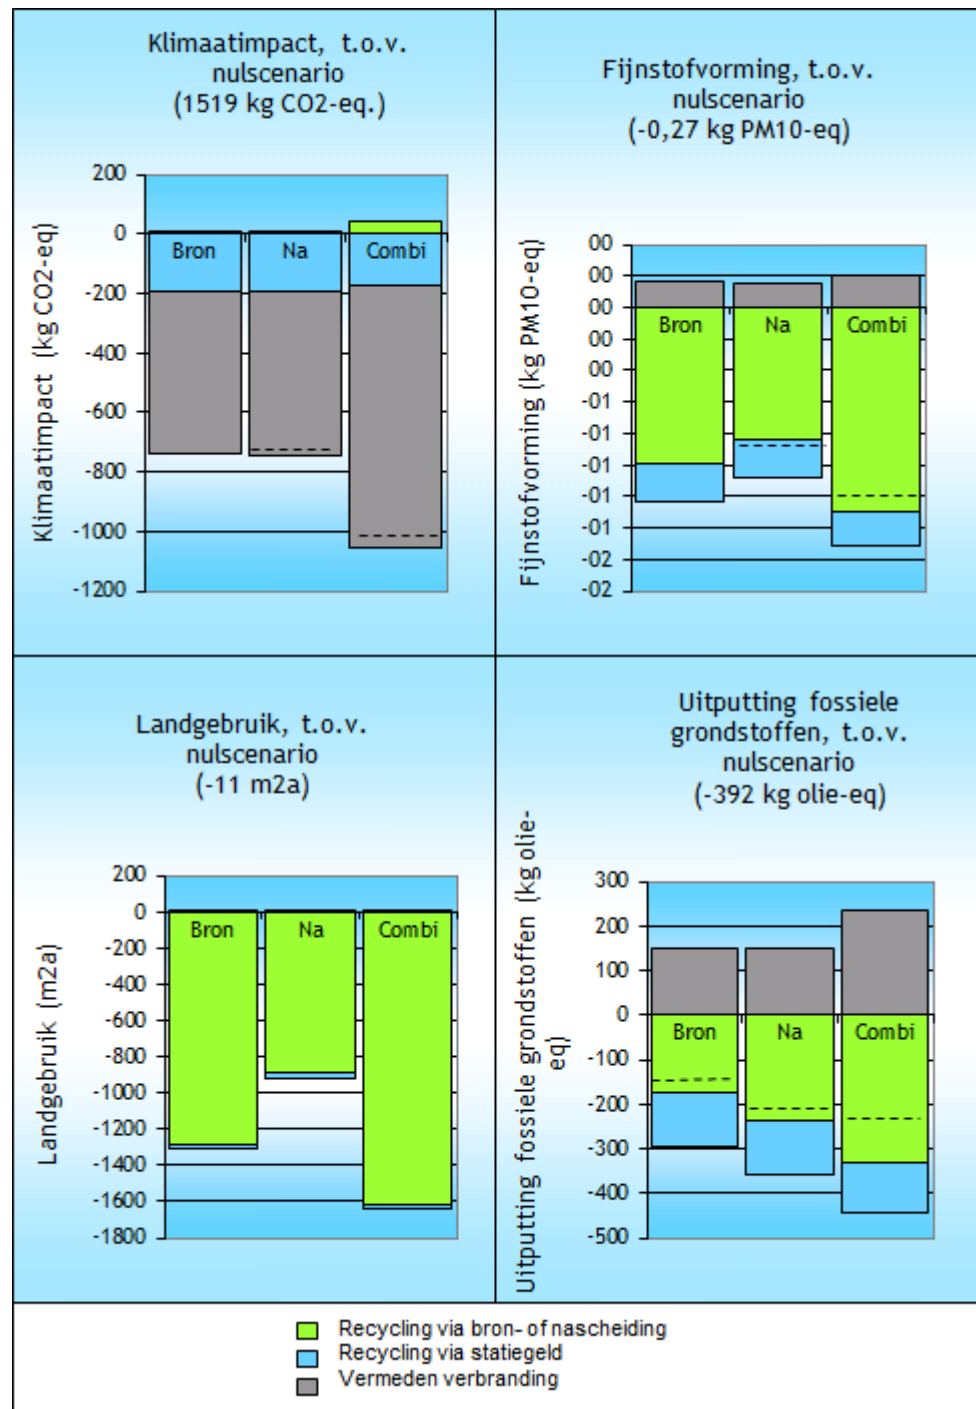 Klimaatimpact, t.o.v.
nulscenario
(1519 kg CO2-eq.)
Klimaatimpact (kg CO2-eq)
200
0
-200
-400
-600
-800
-1000
-1200
Bron
Na
Combi
Fijnstofvorming, t.o.v.
nulscenario
(-0,27 kg PM10-eq)
Fijnstofvorming (kg PM10-eq)
00
00
00
00
00
-01
-01
-01
-01
-01
-02
-02
Bron
Na
Combi
Landgebruik, t.o.v.
nulscenario
(-11 m2a)
Landgebruik (m2a)
200
0
-200
-400
-600
-800
-1000
-1200
-1400
-1600
-1800
Bron
Na
Combi
Uitputting fossiele
grondstoffen, t.o.v.
nulscenario
(-392 kg olie-eq)
Uitputting fossiele grondstoffen (kg olie-
eq)
300
200
100
0
-100
-200
-300
-400
-500
Bron
Na
Combi
Recycling via bron- of nascheiding
Recycling via statiegeld
Vermeden verbranding